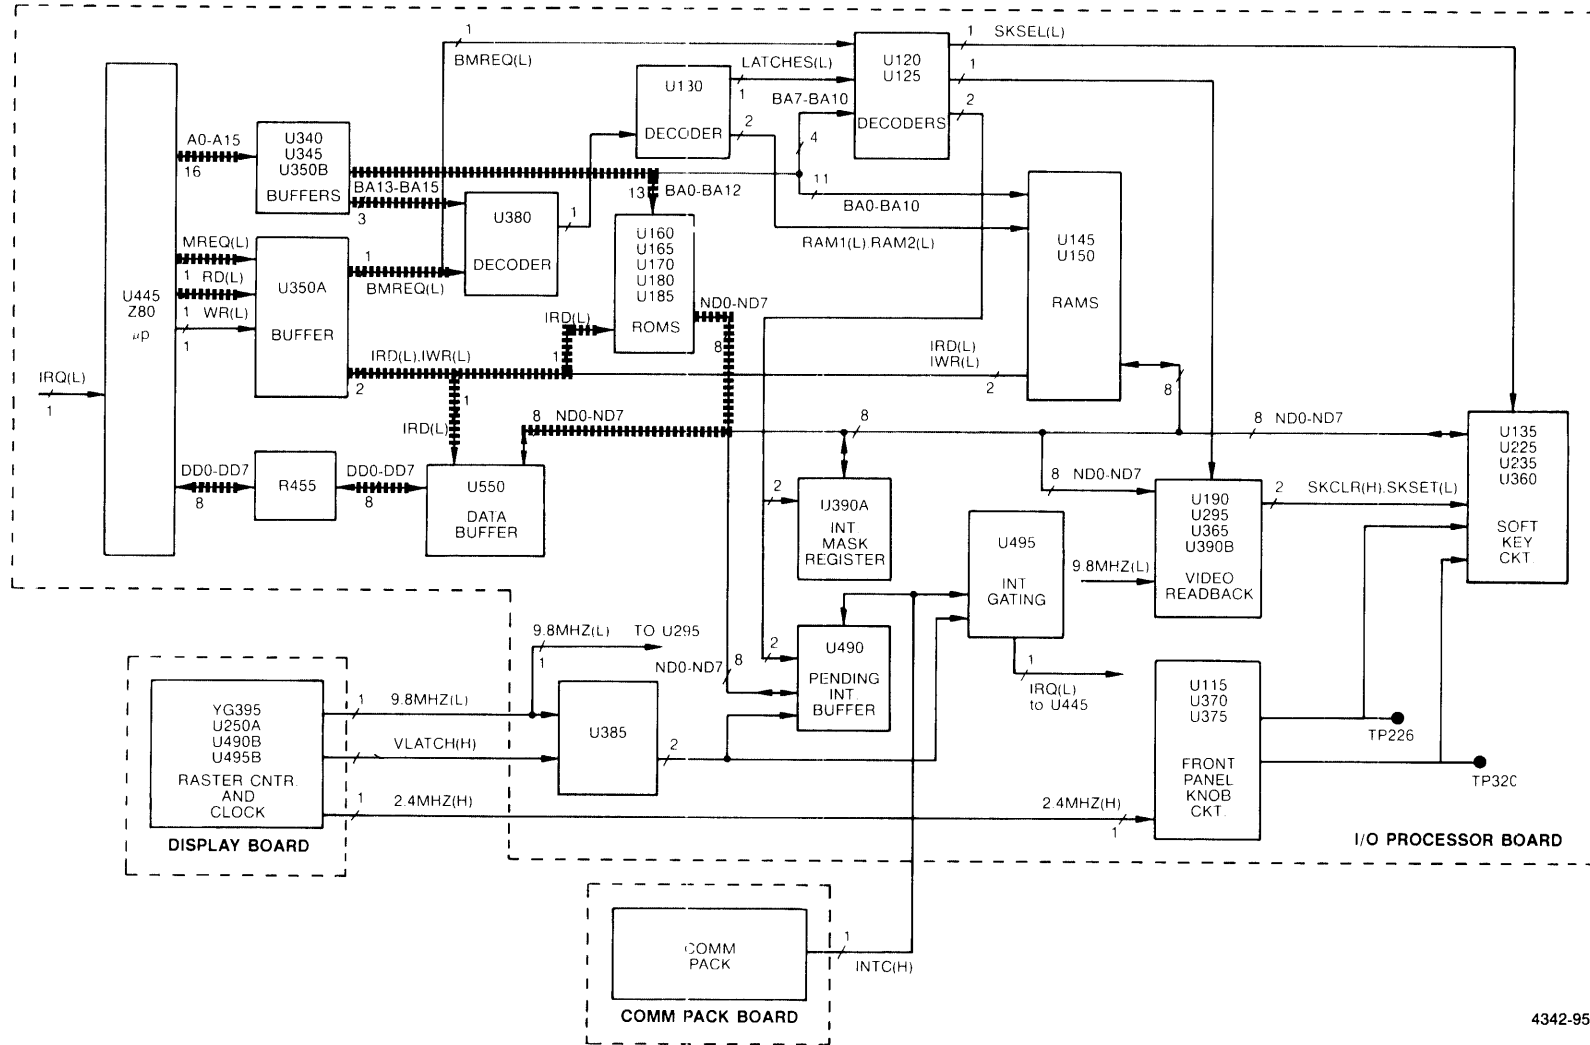 1
BMREQ(L)
U120
U125
DECODERS
1
SKSEL(L)
1
2
LATCHES(L)
1
U130
DECODER
2
BA7-BA10
4
A0-A15
16
U340
U345
U350B
BUFFERS
BA13-BA15
3
U380
DECODER
1
13
BA0-BA12
11
BA0-BA10
RAM1(L).RAM2(L)
U145
U150
RAMS
U160
U165
U170
U180
U185
ROMS
ND0-ND7
8
MREQ(L)
1
RD(L)
1
WR(L)
1
U350A
BUFFER
1
BMREQ(L)
U445
Z80
µp
IRQ(L)
1
IRD(L).IWR(L)
2
IRD(L)
1
1
IRD(L)
IRD(L)
IWR(L)
2
8
8
ND0-ND7
8
8
ND0-ND7
U135
U225
U235
U360
SOFT
KEY
CKT.
DD0-DD7
8
R455
DD0-DD7
8
U550
DATA
BUFFER
2
U390A
INT
MASK
REGISTER
8
ND0-ND7
U190
U295
U365
U390B
VIDEO
READBACK
2
SKCLR(H).SKSET(L)
9.8MHZ(L)
U495
INT
GATING
1
IRQ(L)
to U445
9.8MHZ(L)
TO U295
1
ND0-ND7
8
2
U490
PENDING
INT.
BUFFER
YG395
U250A
U490B
U495B
RASTER CNTR.
AND
CLOCK
DISPLAY BOARD
1
9.8MHZ(L)
VLATCH(H)
1
2.4MHZ(H)
U385
2
2.4MHZ(H)
1
U115
U370
U375
FRONT
PANEL
KNOB
CKT.
TP226
TP320
I/O PROCESSOR BOARD
COMM
PACK
1
INTC(H)
COMM PACK BOARD
4342-95